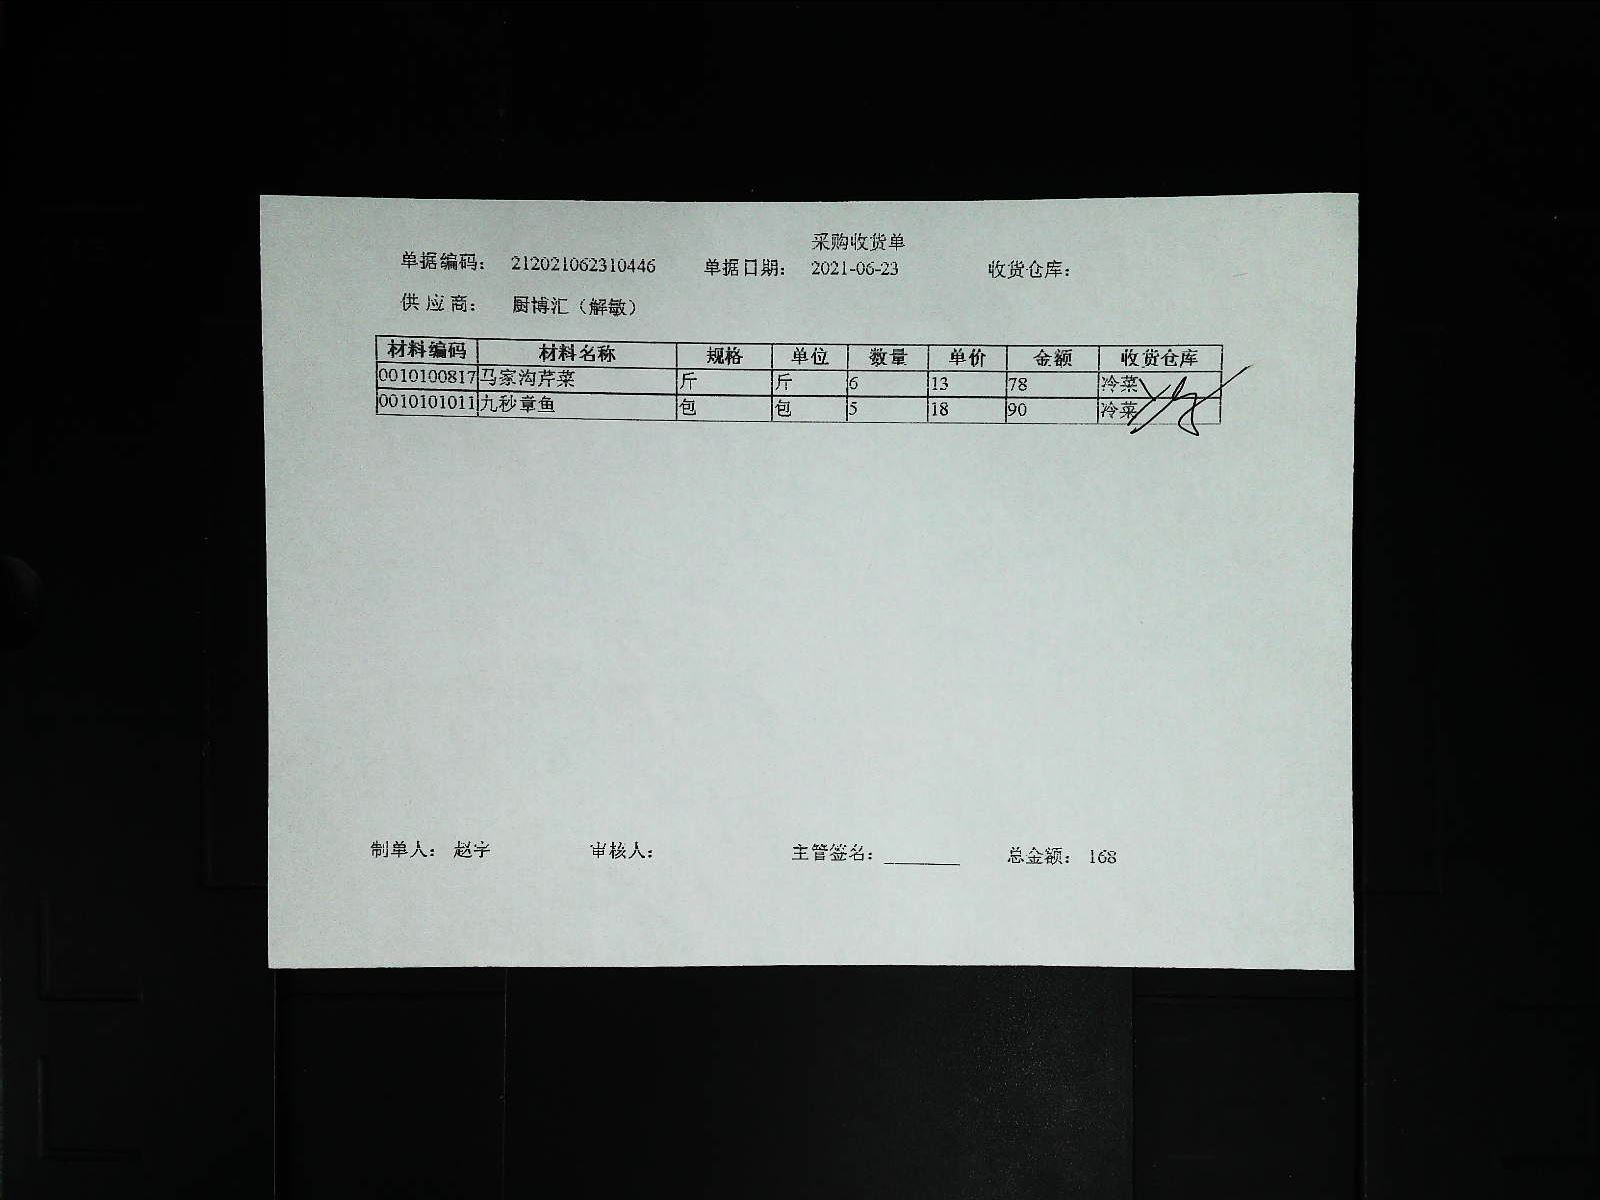 采购收货单
单据编码: 212021062310446 单据日期: 2021-06-23 收货仓库:
供应商: 厨博汇（解敏）
材料编码 材料名称 规格 单位 数量 单价 金额 收货仓库
0010100817 马家沟芹菜 斤 斤 6 13 78 冷菜
0010101011 九秒章鱼 包 包 5 18 90 冷菜
制单人: 赵宇 审核人: 主管签名: 总金额: 168